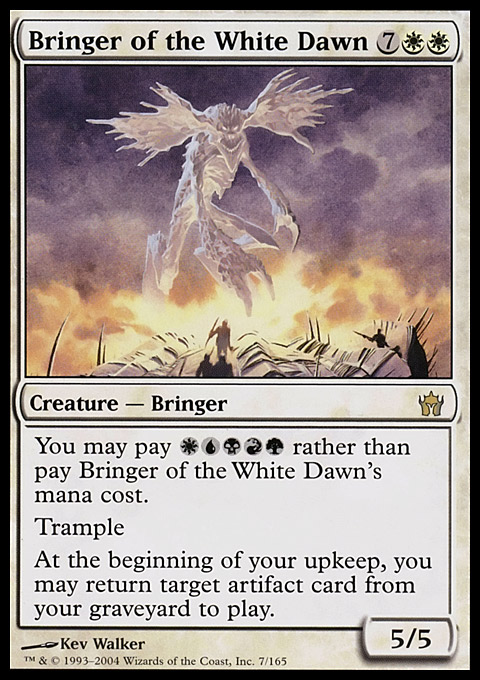 Bringer of the White Dawn 7
Creature — Bringer
You may pay rather than
pay Bringer of the White Dawn's
mana cost.
Trample
At the beginning of your upkeep, you
may return target artifact card from
your graveyard to play.
Kev Walker
5/5
™ & © 1993–2004 Wizards of the Coast, Inc. 7/165